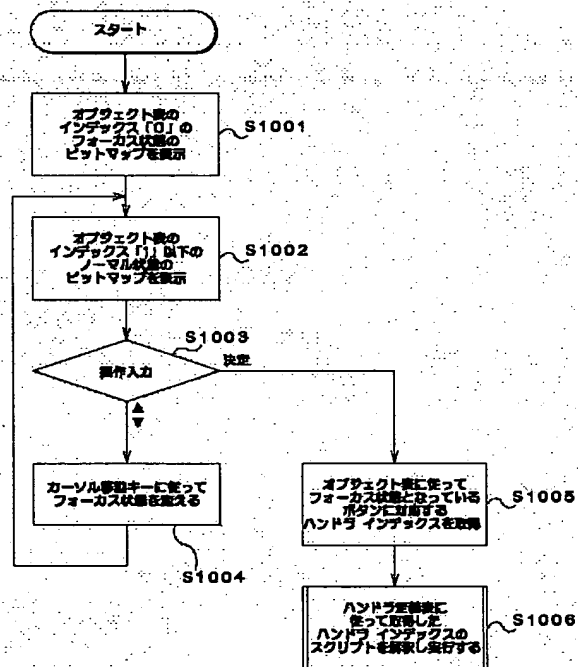 スタート
オブジェクト表の
インデックス「0」の
フォーカス状態の
ビットマップを表示
S1001
オブジェクト表の
インデックス「1」以下の
ノーマル状態の
ビットマップを表示
S1002
S1003
操作入力
決定
▲
▼
カーソル移動キーに従って
フォーカス状態を変える
S1004
オブジェクト表に従って
フォーカス状態となっている
ボタンに対応する
ハンドラ インデックスを取得
S1005
ハンドラ定義表に
従って取得した
ハンドラ インデックスの
スクリプトを解釈し実行する
S1006